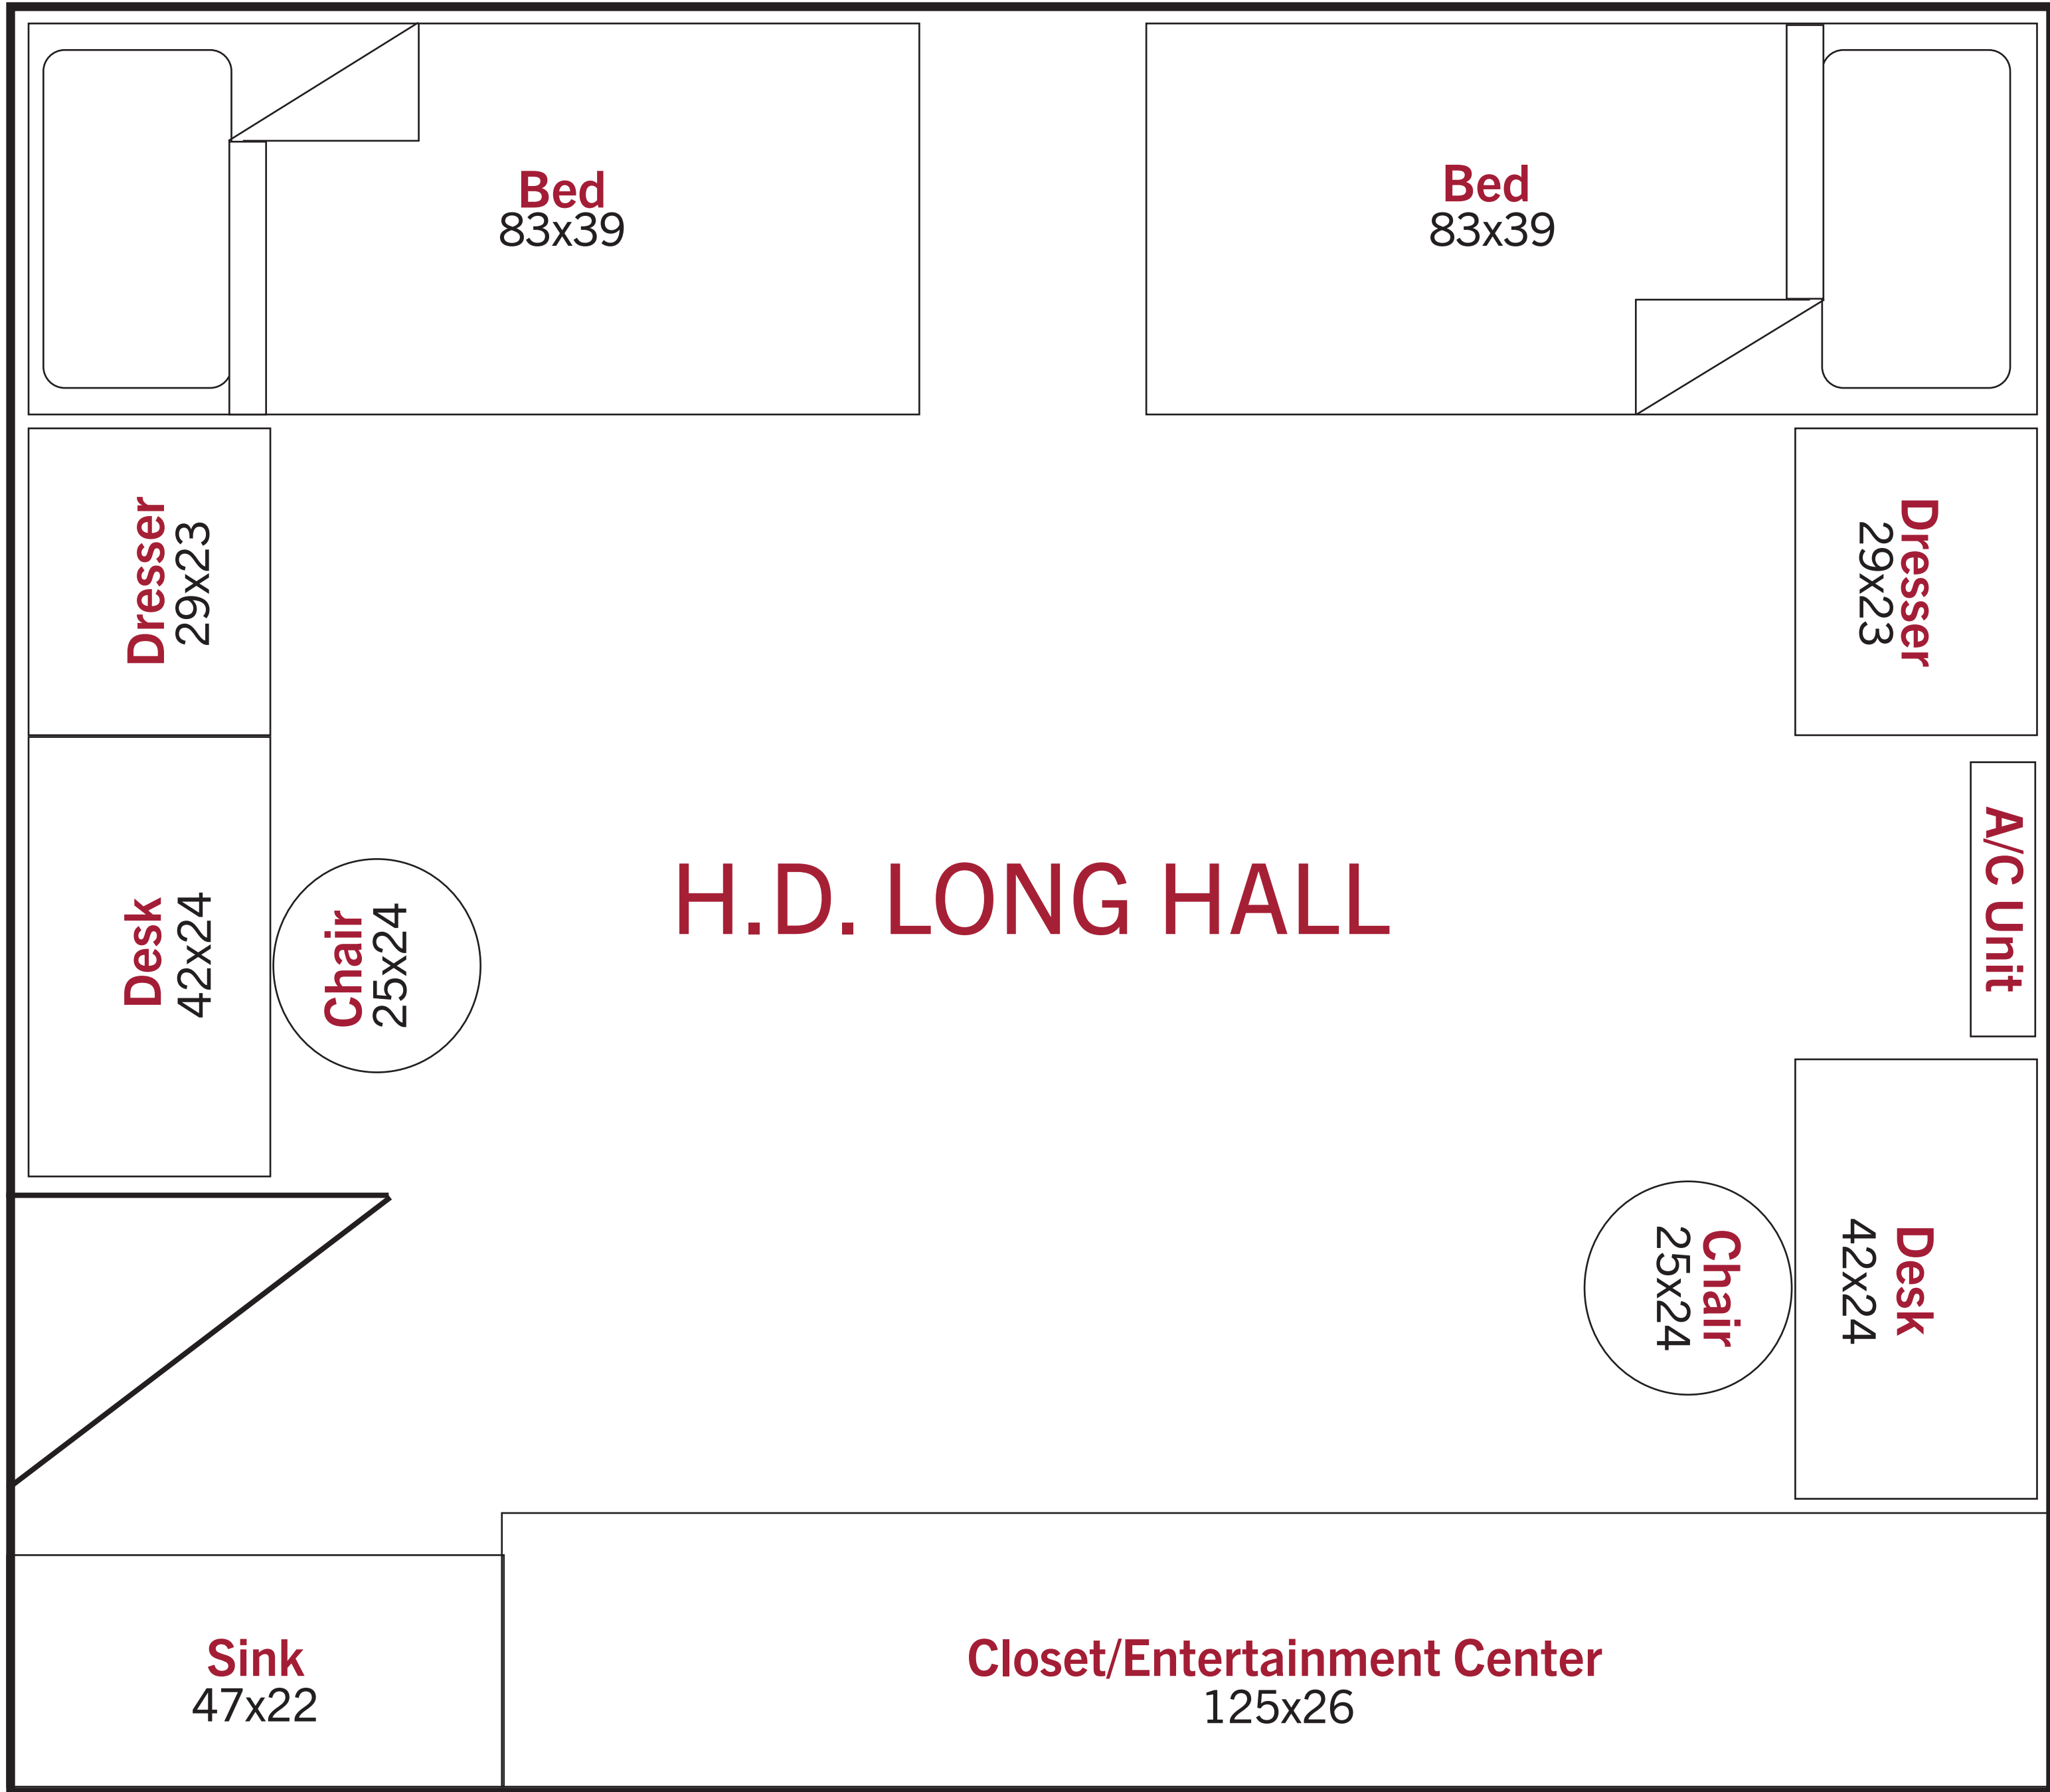 Bed
83x39
Bed
83x39
Dresser
29x23
Dresser
29x23
A/C Unit
H.D. LONG HALL
Desk
42x24
Chair
25x24
Chair
25x24
Desk
42x24
Sink
47x22
Closet/Entertainment Center
125x26